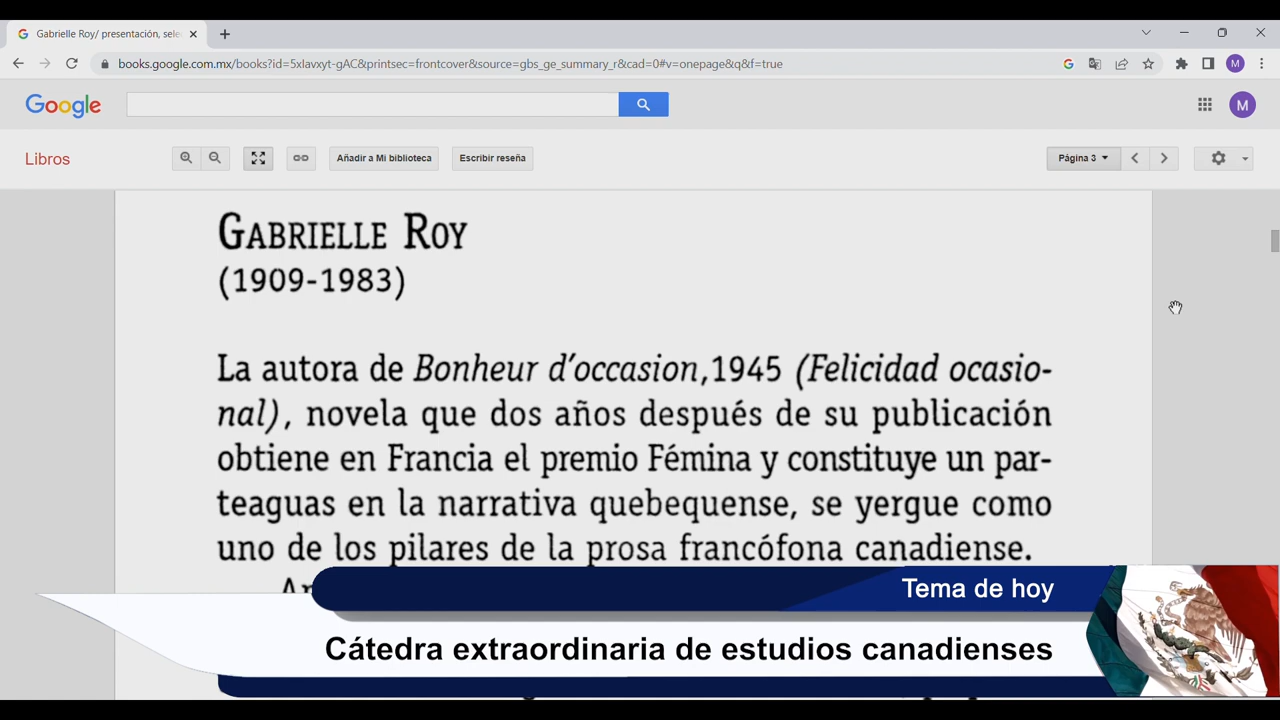 Gabrielle Roy/ presentación, sele
books.google.com.mx/books?id=5xlavxyt-gAC&printsec=frontcover&source=gbs_ge_summary_r&cad=0#v=onepage&q&f=true
M
Google
M
Libros
Añadir a Mi biblioteca
Escribir reseña
Página 3
GABRIELLE ROY
(1909-1983)
La autora de Bonheur d'occasion,1945 (Felicidad ocasio-
nal), novela que dos años después de su publicación
obtiene en Francia el premio Fémina y constituye un par-
teaguas en la narrativa quebequense, se yergue como
uno de los pilares de la prosa francófona canadiense.
Tema de hoy
Cátedra extraordinaria de estudios canadienses